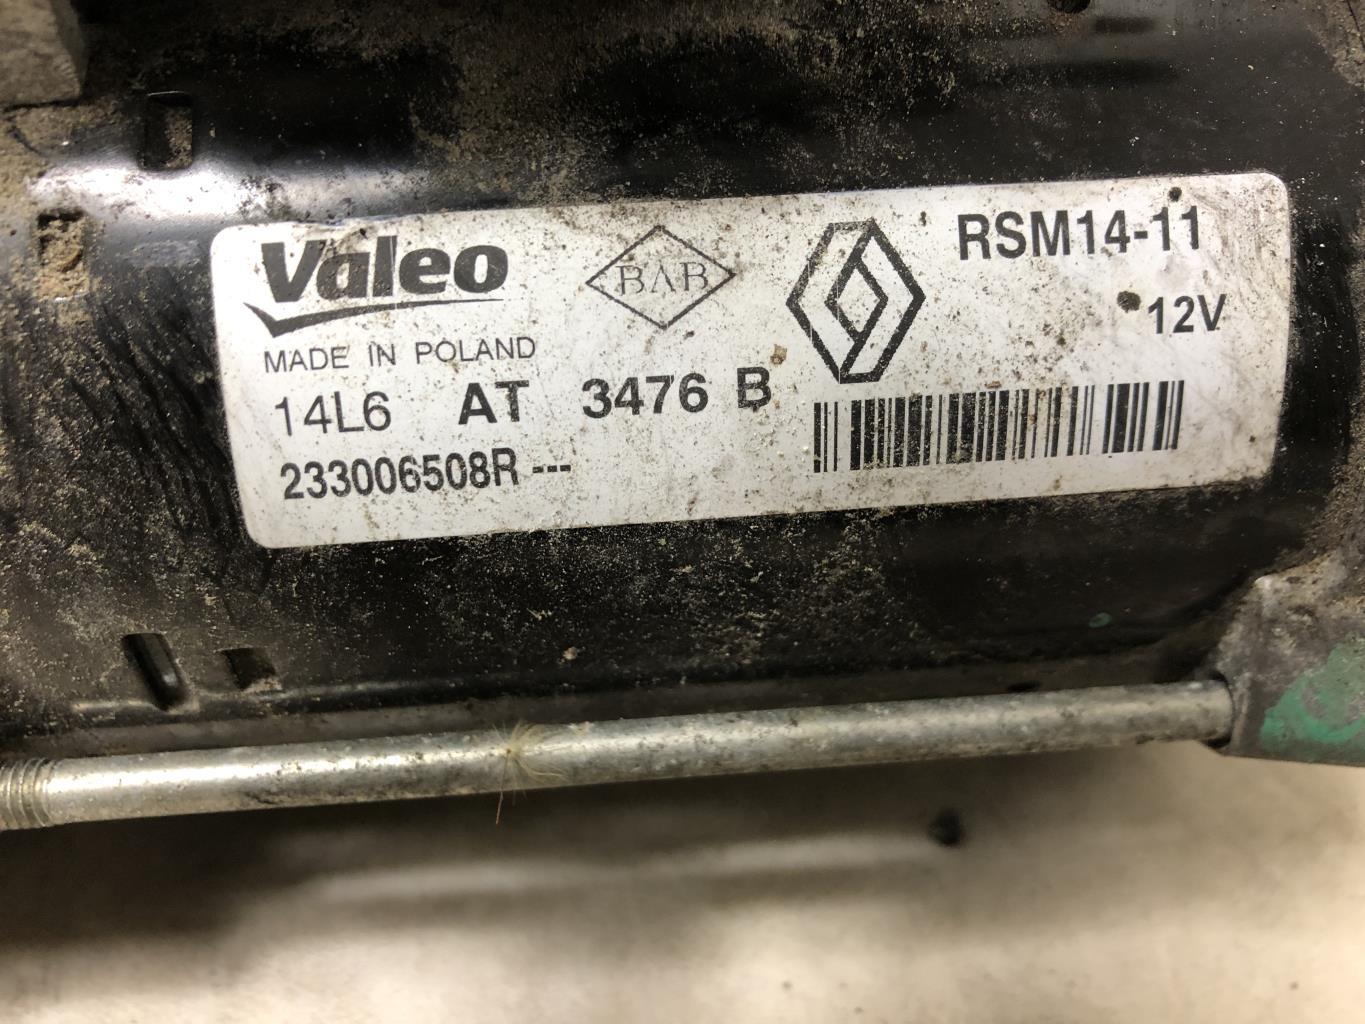 Valeo
BAB
RSM14-11
12V
MADE IN POLAND
14L6 AT 3476 B
233006508R ---